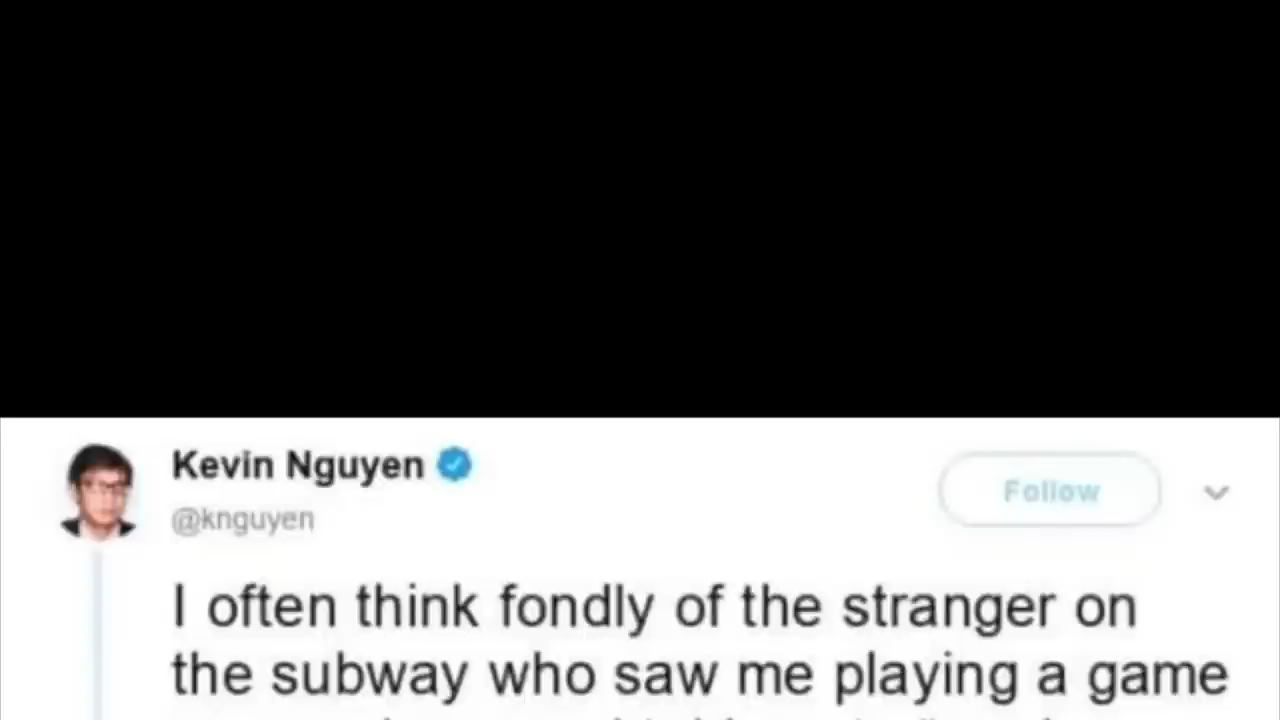 Kevin Nguyen
@knguyen
Follow
I often think fondly of the stranger on
the subway who saw me playing a game